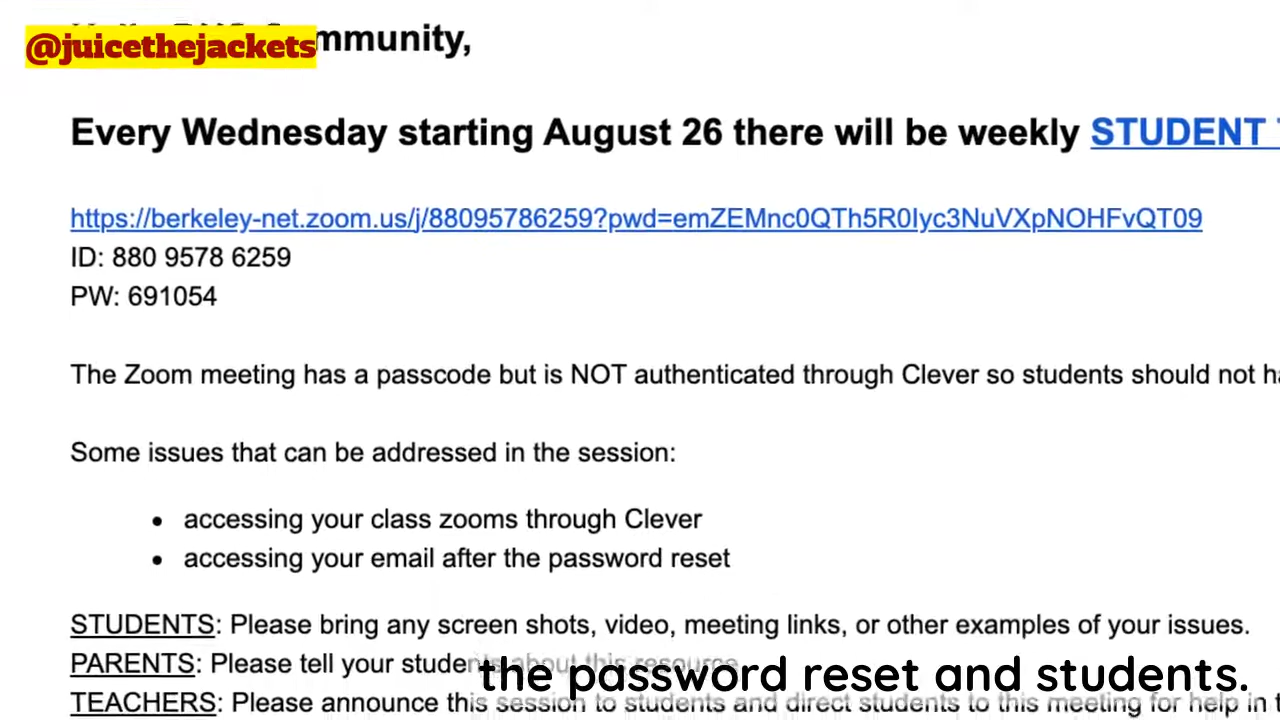 @juicethejackets
mmunity,
Every Wednesday starting August 26 there will be weekly STUDENT
https://berkeley-net.zoom.us/j/88095786259?pwd=emZEMnc0QTh5R0Iyc3NuVXpNOHFvQT09
ID: 880 9578 6259
PW: 691054
The Zoom meeting has a passcode but is NOT authenticated through Clever so students should not ha
Some issues that can be addressed in the session:
• accessing your class zooms through Clever
• accessing your email after the password reset
STUDENTS: Please bring any screen shots, video, meeting links, or other examples of your issues.
PARENTS: Please tell your students about this resource.
the password reset and students.
TEACHERS: Please announce this session to students and direct students to this meeting for help in t